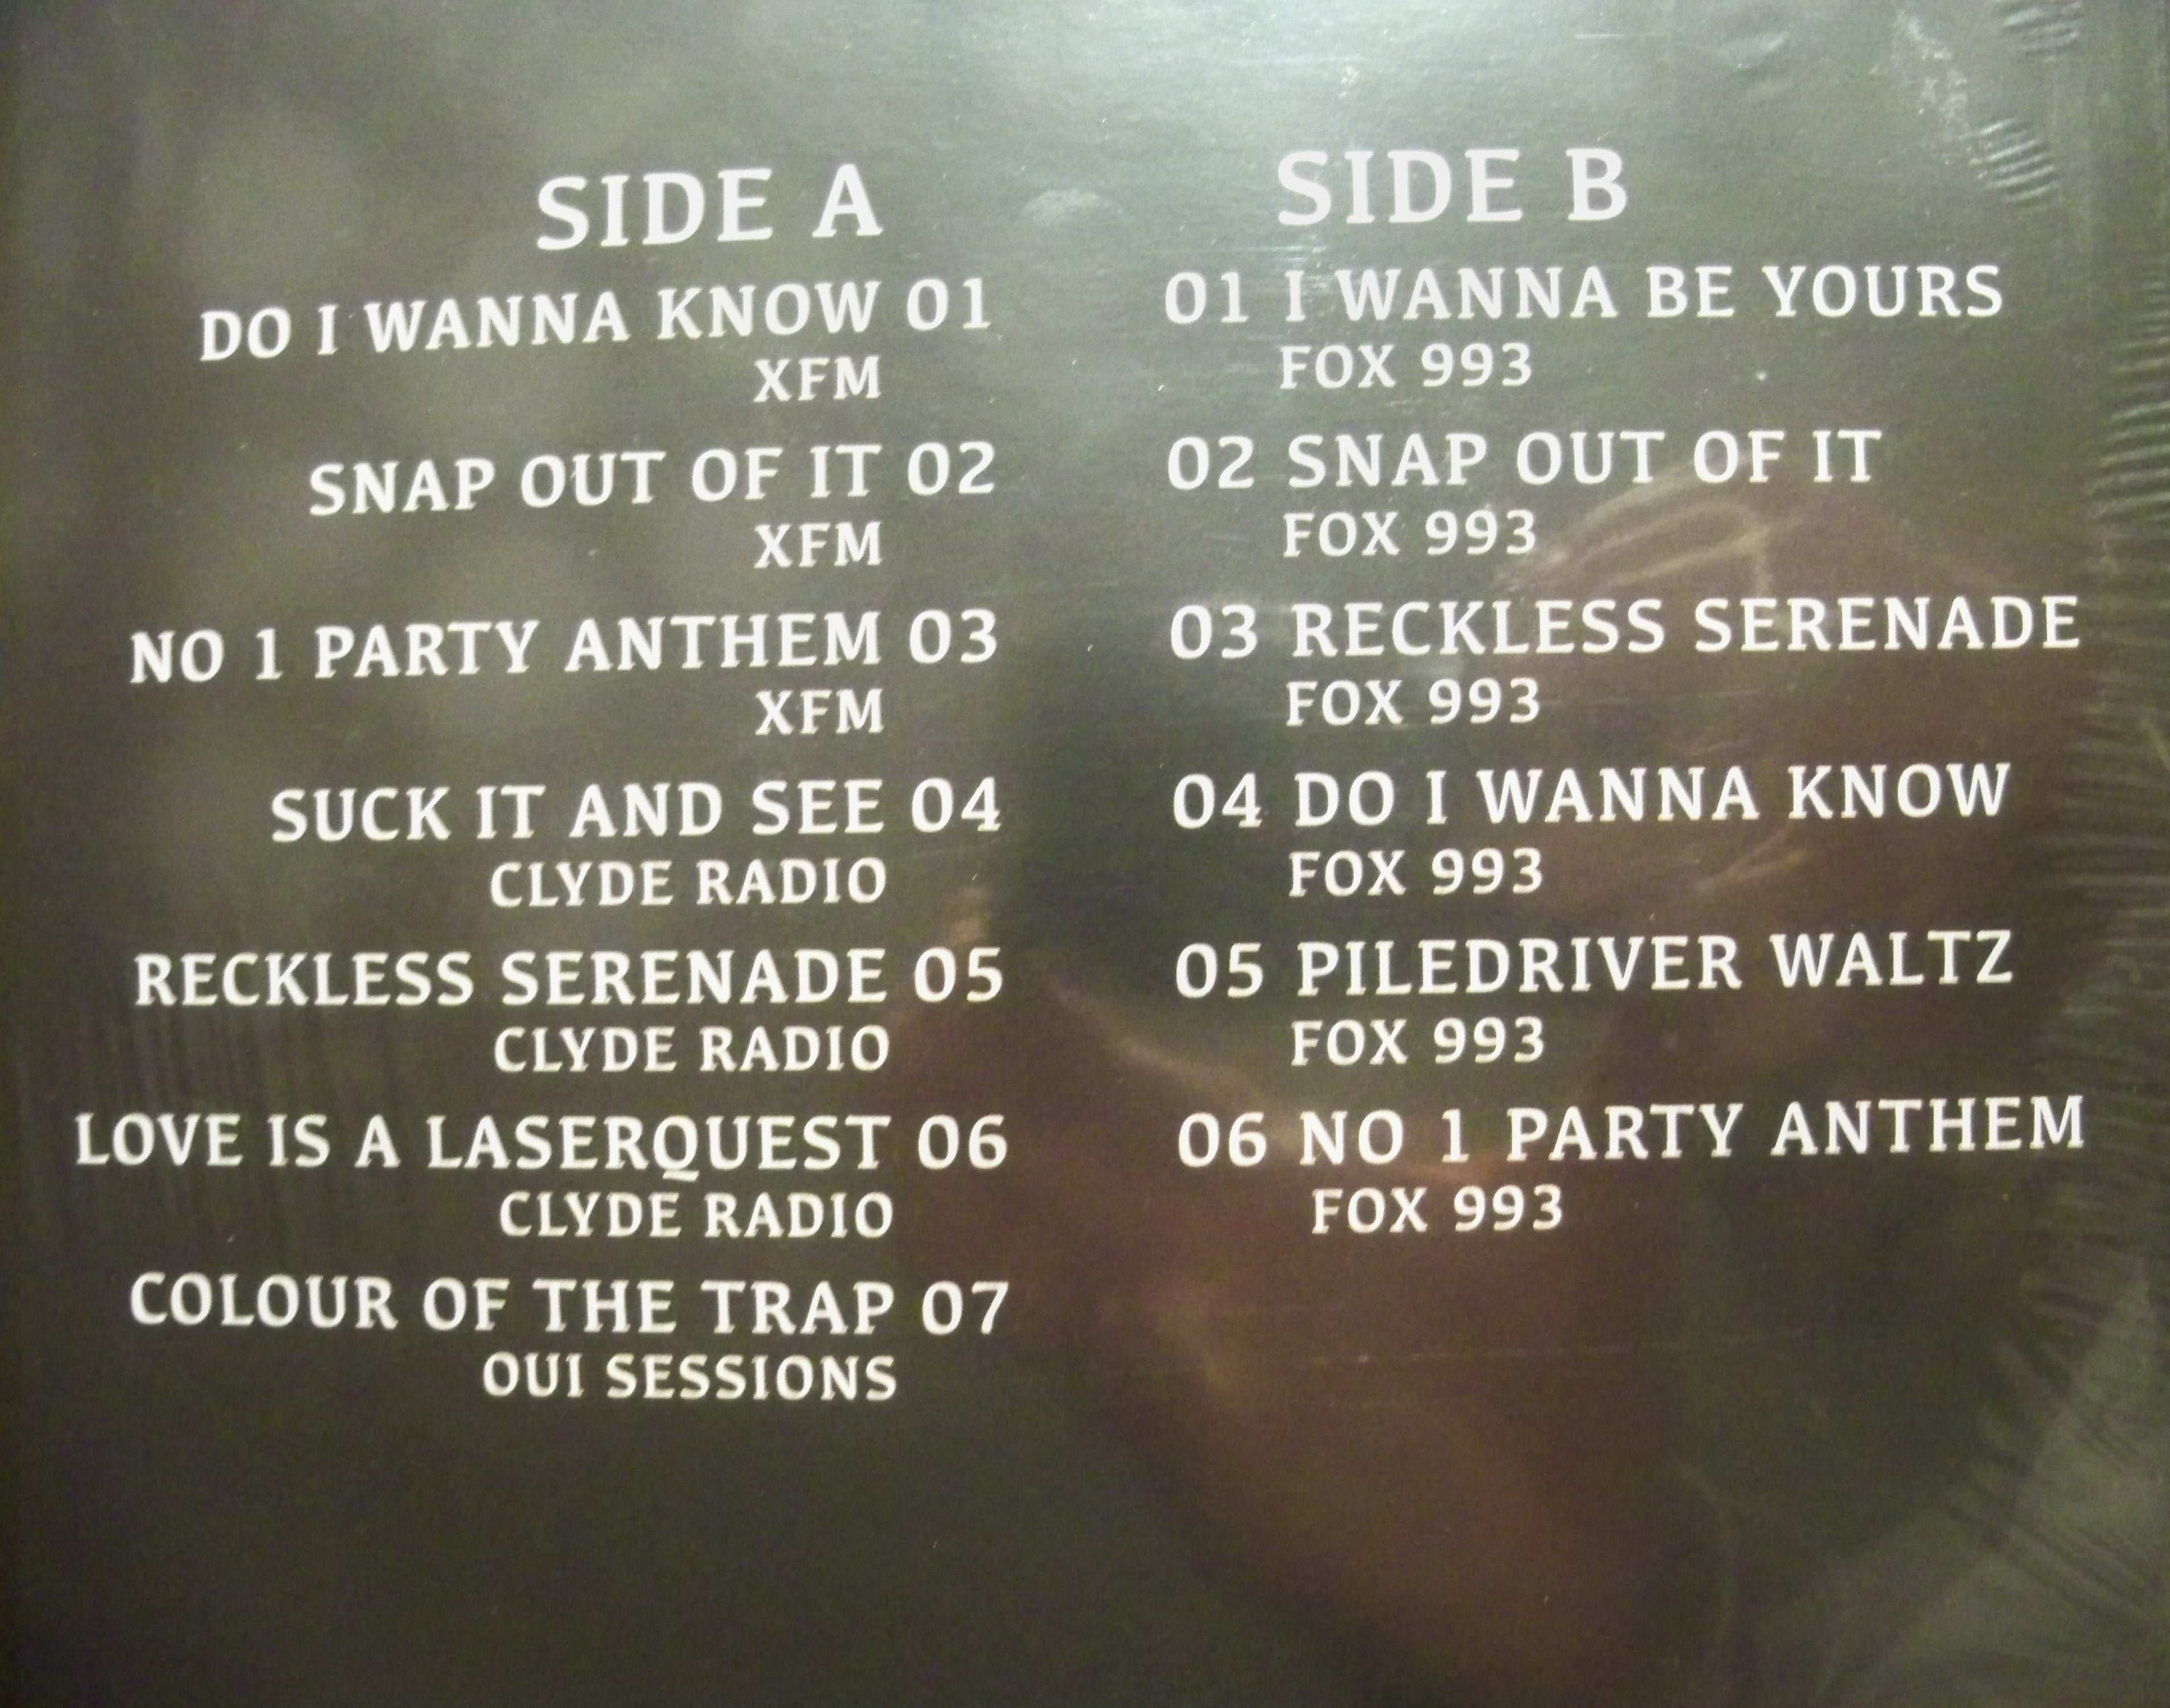 SIDE A
DO I WANNA KNOW 01
XFM
SNAP OUT OF IT 02
XFM
NO 1 PARTY ANTHEM 03
XFM
SUCK IT AND SEE 04
CLYDE RADIO
RECKLESS SERENADE 05
CLYDE RADIO
LOVE IS A LASERQUEST 06
CLYDE RADIO
COLOUR OF THE TRAP 07
OUI SESSIONS
SIDE B
01 I WANNA BE YOURS
FOX 993
02 SNAP OUT OF IT
FOX 993
03 RECKLESS SERENADE
FOX 993
04 DO I WANNA KNOW
FOX 993
05 PILEDRIVER WALTZ
FOX 993
06 NO 1 PARTY ANTHEM
FOX 993